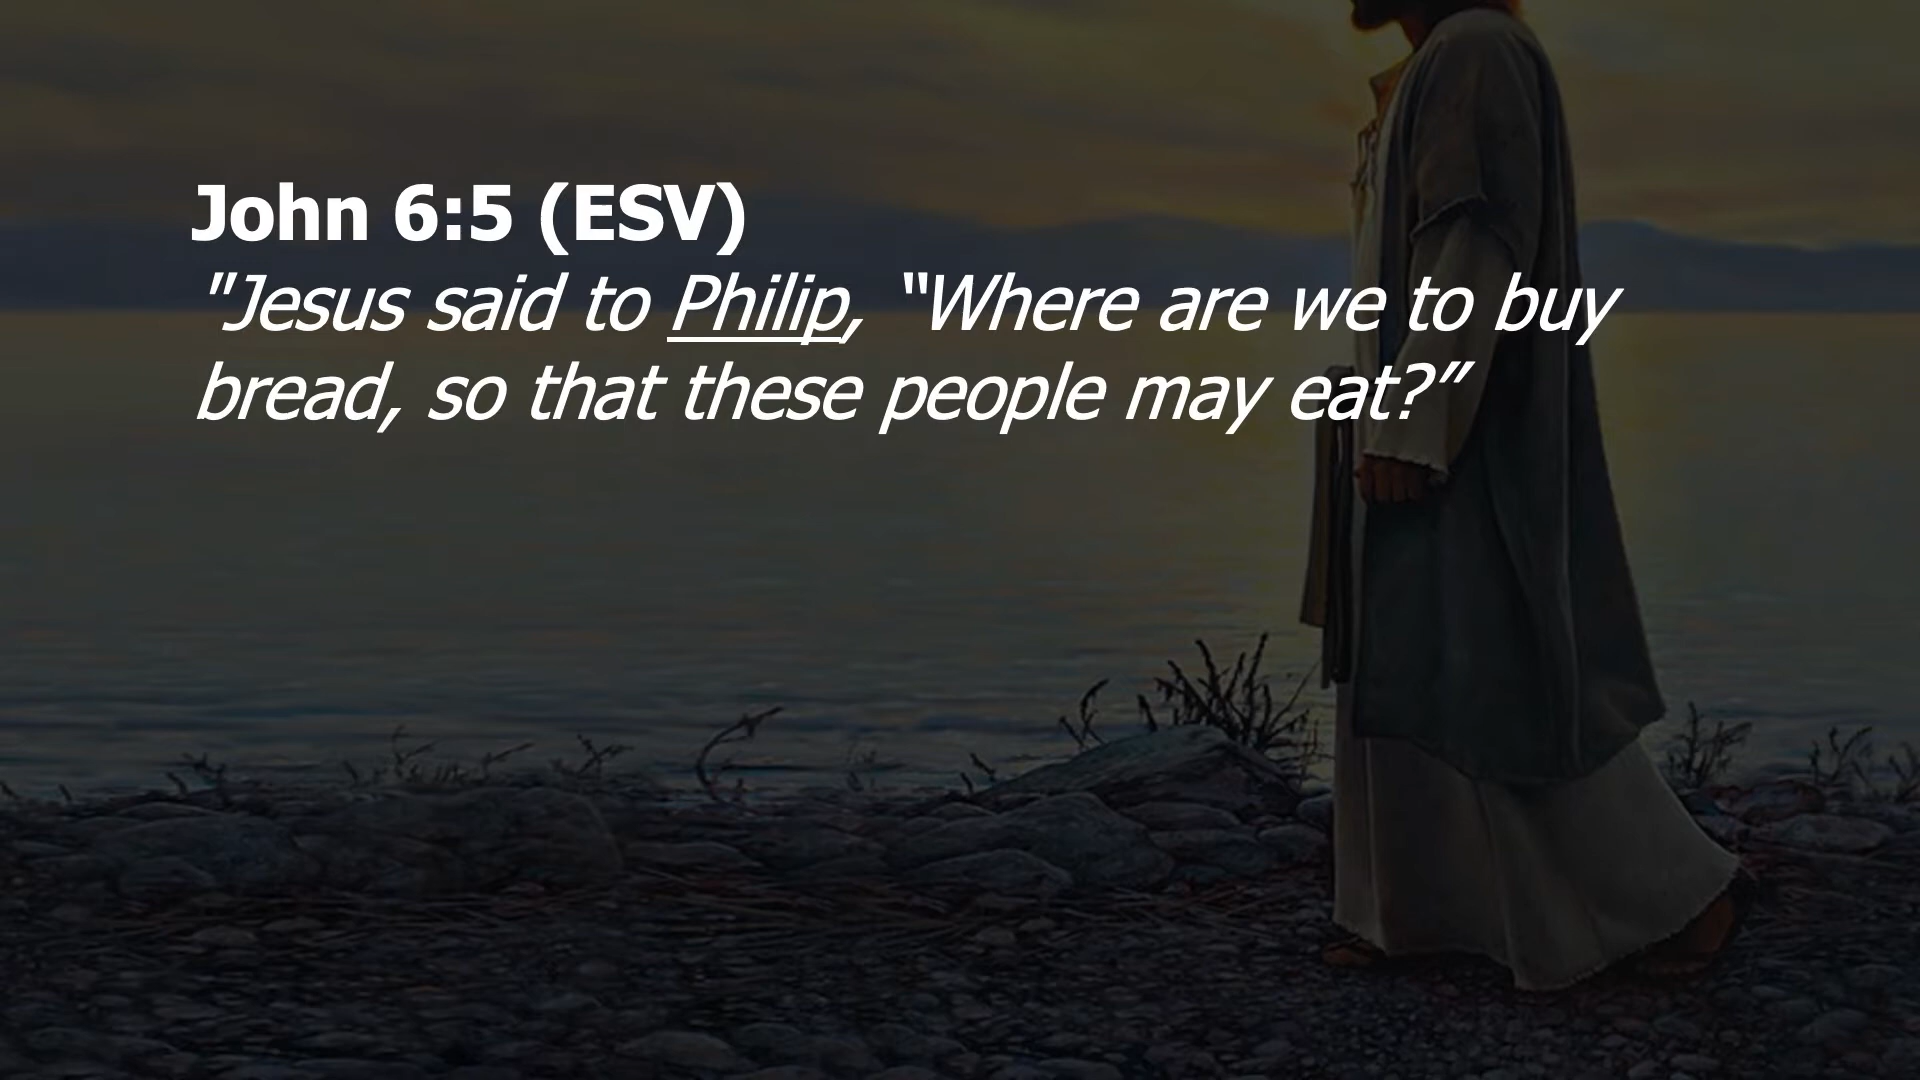 John 6:5 (ESV)
"Jesus said to Philip, “Where are we to buy
bread, so that these people may eat?”